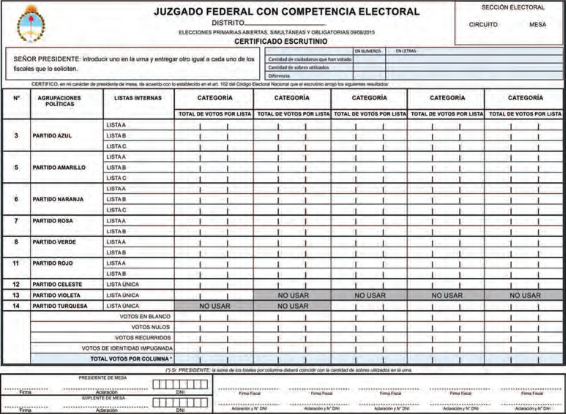 JUZGADO FEDERAL CON COMPETENCIA ELECTORAL
DISTRITO
ELECCIONES PRIMARIAS ABIERTAS, SIMULTÁNEAS Y OBLIGATORIAS 09/08/2015
CERTIFICADO ESCRUTINIO
SECCIÓN ELECTORAL
CIRCUITO MESA
SEÑOR PRESIDENTE: introducir uno en la urna y entregar otro igual a cada uno de los
fiscales que lo soliciten.
EN NÚMEROS EN LETRAS
Cantidad de ciudadanos que han votado
Cantidad de sobres utilizados
Diferencia
CERTIFICO, en mi carácter de presidente de mesa, de acuerdo con lo establecido en el art. 102 del Código Electoral Nacional que el escrutinio arrojó los siguientes resultados:
Nº AGRUPACIONES POLÍTICAS LISTAS INTERNAS CATEGORÍA CATEGORÍA CATEGORÍA CATEGORÍA CATEGORÍA
TOTAL DE VOTOS POR LISTA TOTAL DE VOTOS POR LISTA TOTAL DE VOTOS POR LISTA TOTAL DE VOTOS POR LISTA TOTAL DE VOTOS POR LISTA
3 PARTIDO AZUL
LISTA A
LISTA B
LISTA C
5 PARTIDO AMARILLO
LISTA A
LISTA B
LISTA C
6 PARTIDO NARANJA
LISTA A
LISTA B
LISTA C
7 PARTIDO ROSA
LISTA A
LISTA B
8 PARTIDO VERDE
LISTA A
LISTA B
11 PARTIDO ROJO
LISTA A
LISTA B
12 PARTIDO CELESTE LISTA ÚNICA
13 PARTIDO VIOLETA LISTA ÚNICA NO USAR NO USAR NO USAR NO USAR
14 PARTIDO TURQUESA LISTA ÚNICA NO USAR NO USAR
VOTOS EN BLANCO
VOTOS NULOS
VOTOS RECURRIDOS
VOTOS DE IDENTIDAD IMPUGNADA
TOTAL VOTOS POR COLUMNA *
(*) Sr. PRESIDENTE: la suma de los totales por columna deberá coincidir con la cantidad de sobres utilizados en la urna.
PRESIDENTE DE MESA
Firma Aclaración DNI
Firma Fiscal Firma Fiscal Firma Fiscal Firma Fiscal Firma Fiscal
SUPLENTE DE MESA
Firma Aclaración DNI
Aclaración y Nº DNI Aclaración y Nº DNI Aclaración y Nº DNI Aclaración y Nº DNI Aclaración y Nº DNI